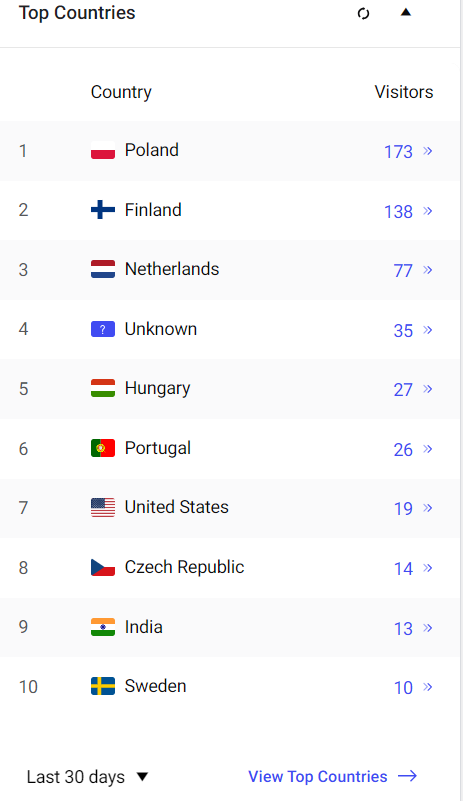 Top Countries
Country Visitors
1 Poland 173 »
2 Finland 138 »
3 Netherlands 77 »
4 ? Unknown 35 »
5 Hungary 27 »
6 Portugal 26 »
7 United States 19 »
8 Czech Republic 14 »
9 India 13 »
10 Sweden 10 »
Last 30 days View Top Countries